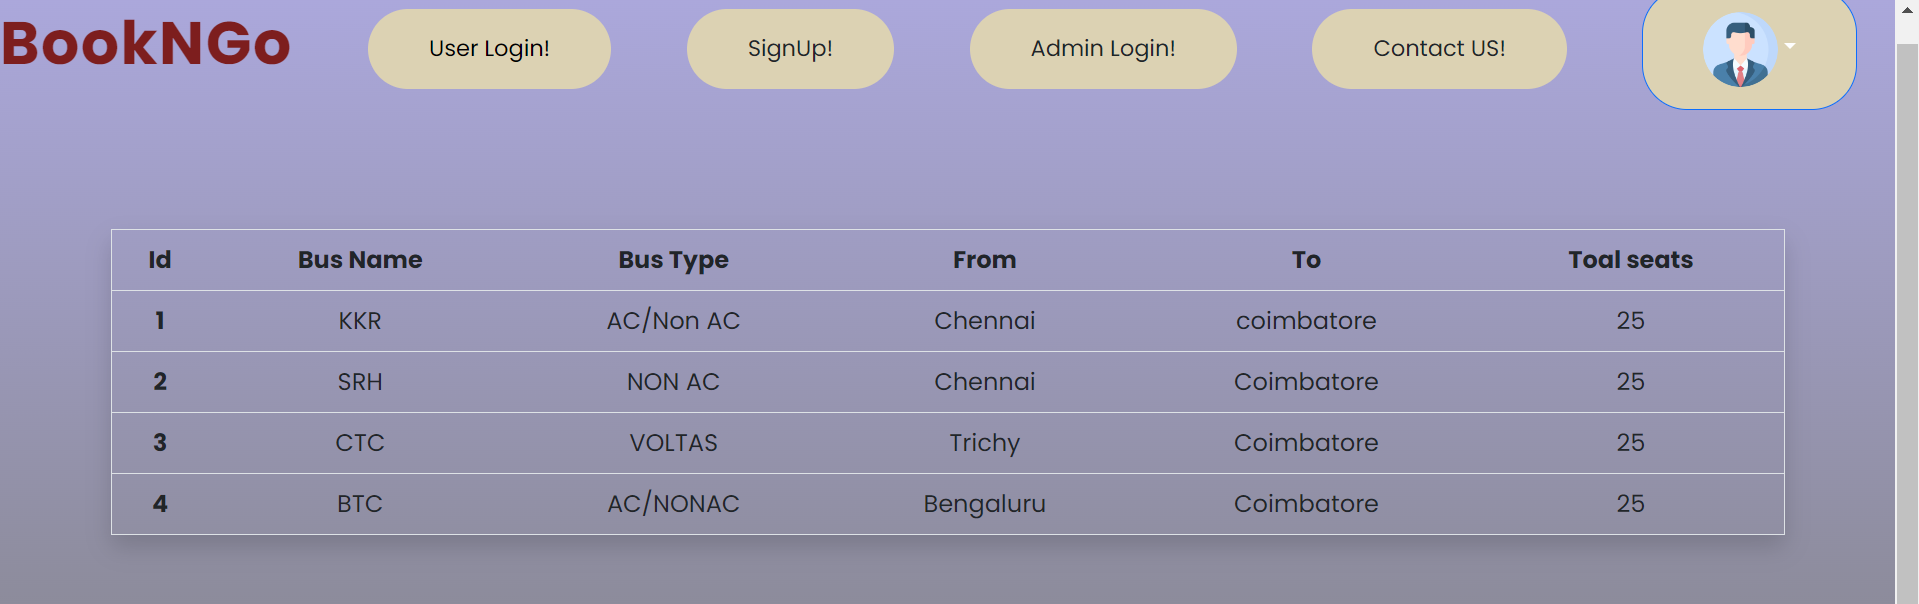 BookNGo User Login! SignUp! Admin Login! Contact US!
Id Bus Name Bus Type From To Toal seats
1 KKR AC/Non AC Chennai coimbatore 25
2 SRH NON AC Chennai Coimbatore 25
3 CTC VOLTAS Trichy Coimbatore 25
4 BTC AC/NONAC Bengaluru Coimbatore 25